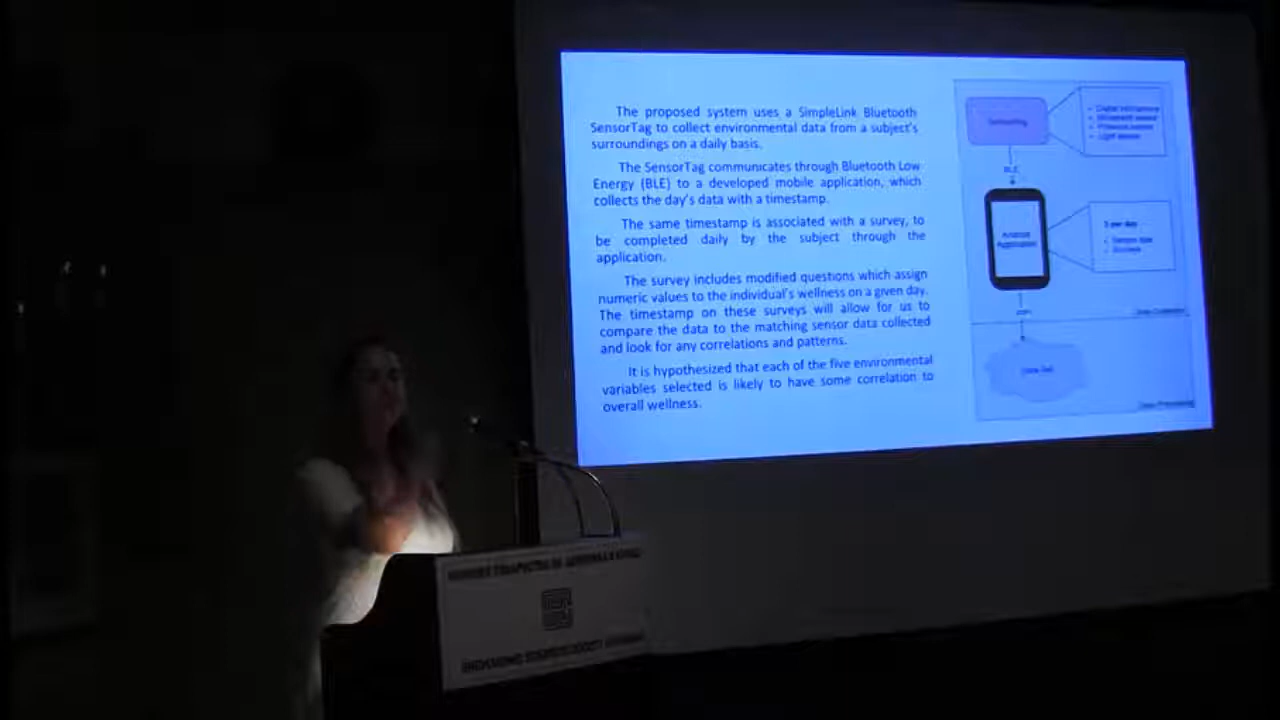 The proposed system uses a SimpleLink Bluetooth
SensorTag to collect environmental data from a subject's
surroundings on a daily basis.
The SensorTag communicates through Bluetooth Low
Energy (BLE) to a developed mobile application, which
collects the day's data with a timestamp.
The same timestamp is associated with a survey, to
be completed daily by the subject through the
application.
The survey includes modified questions which assign
numeric values to the individual's wellness on a given day.
The timestamp on these surveys will allow for us to
compare the data to the matching sensor data collected
and look for any correlations and patterns.
It is hypothesized that each of the five environmental
variables selected is likely to have some correlation to
overall wellness.
SensorTag
BLE
Android
Application